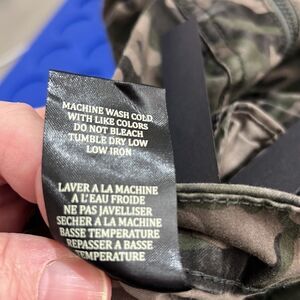 MACHINE WASH COLD
WITH LIKE COLORS
DO NOT BLEACH
TUMBLE DRY LOW
LOW IRON
LAVER A LA MACHINE
A L'EAU FROIDE
NE PAS JAVELLISER
SECHER A LA MACHINE
BASSE TEMPERATURE
REPASSER A BASSE
TEMPERATURE